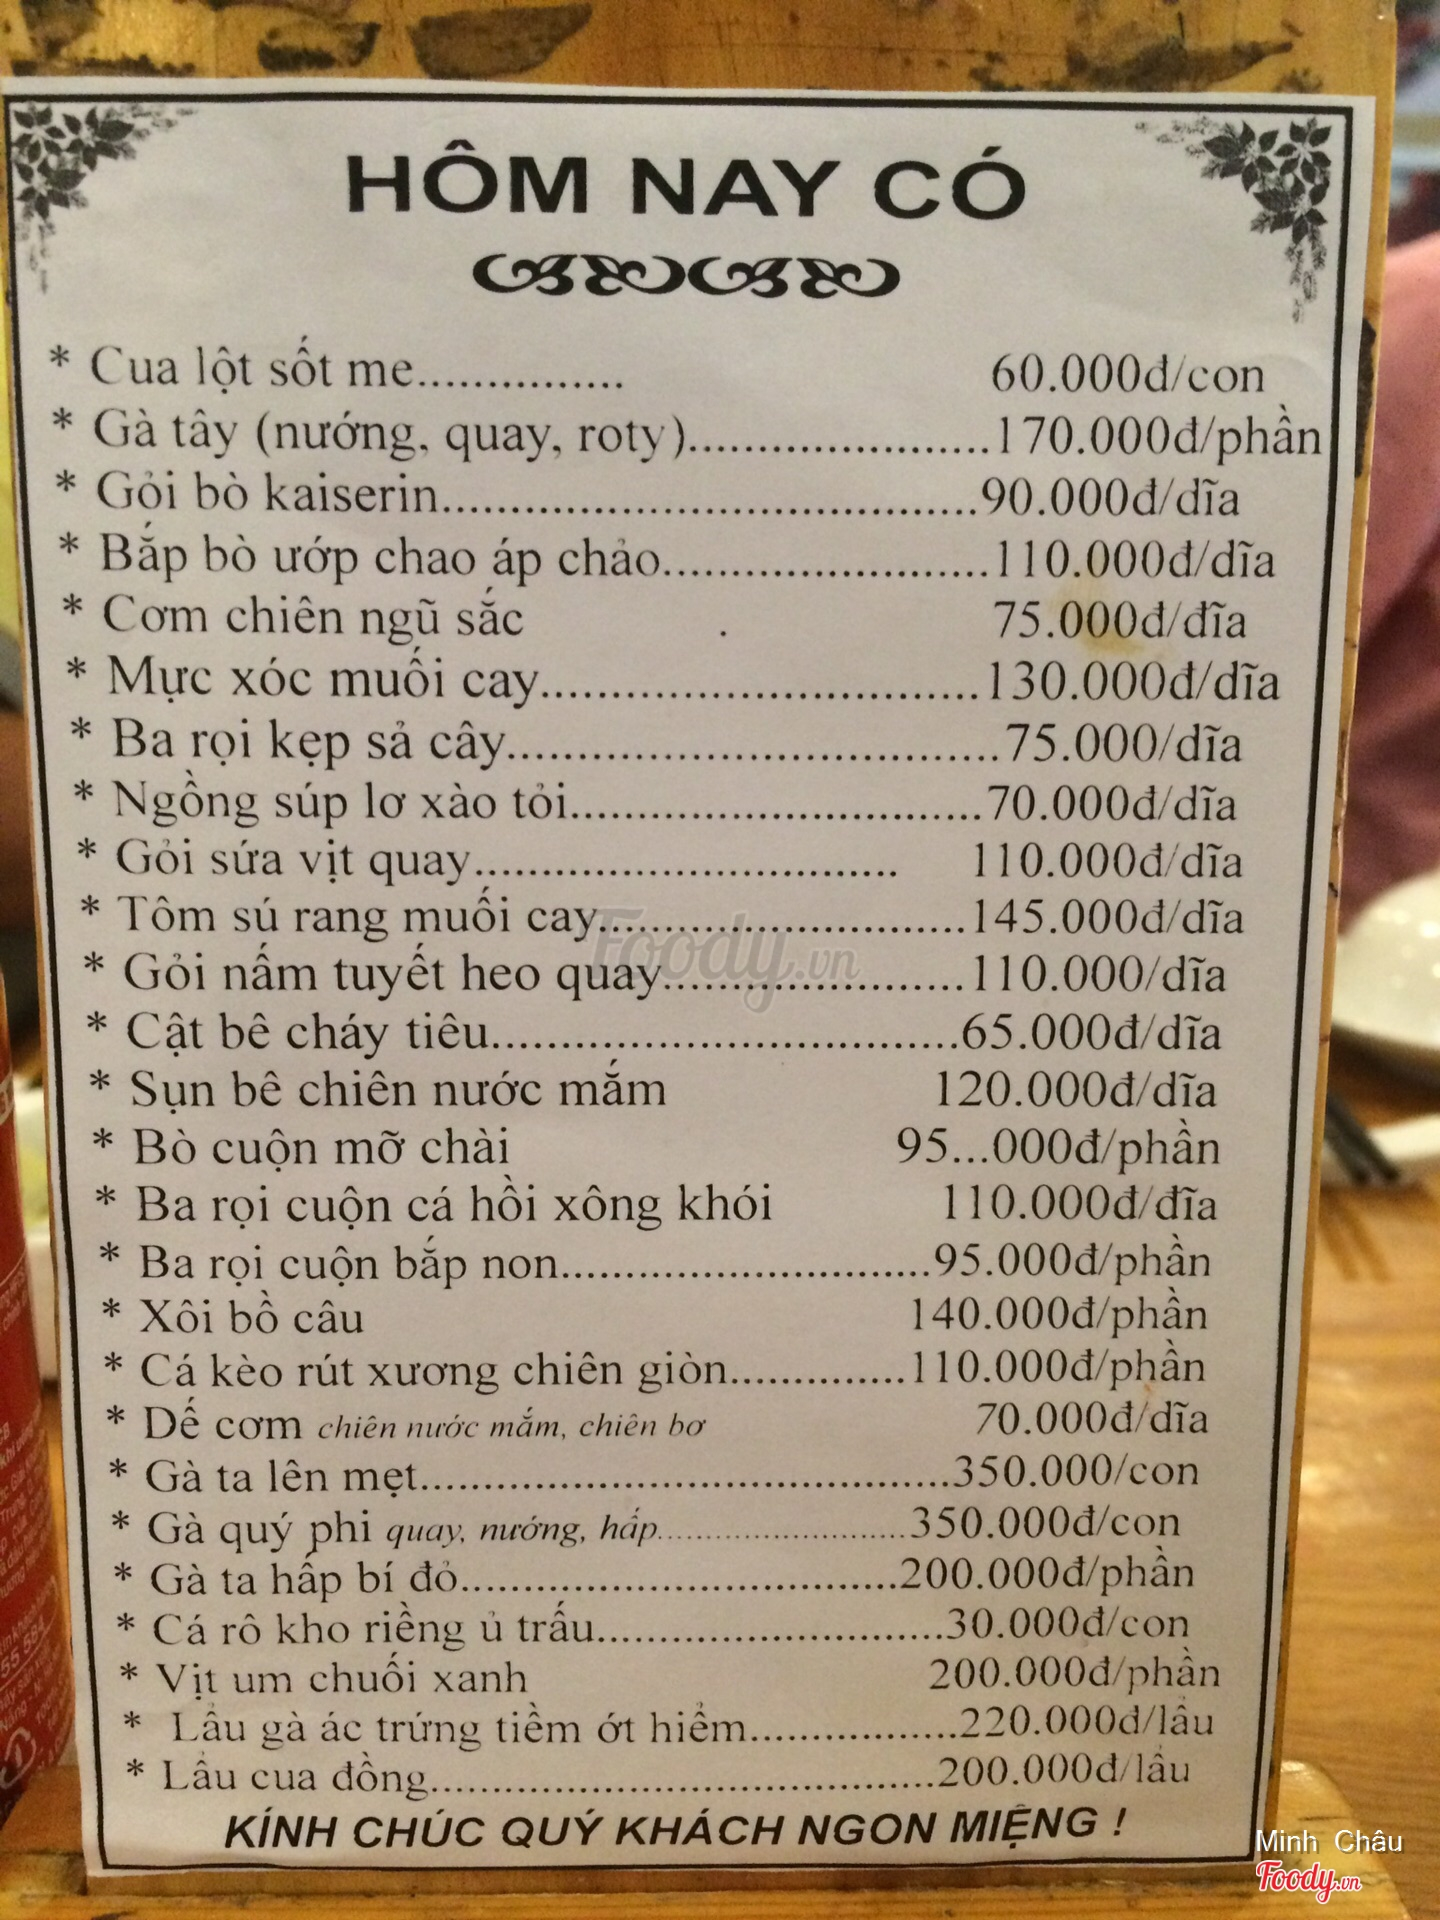 HÔM NAY CÓ
* Cua lột sốt me............... 60.000đ/con
* Gà tây (nướng, quay, roty)......................170.000đ/phần
* Gỏi bò kaiserin.......................................90.000đ/dĩa
* Bắp bò ướp chao áp chảo........................110.000đ/dĩa
* Cơm chiên ngũ sắc . 75.000đ/đĩa
* Mực xóc muối cay................................130.000đ/dĩa
* Ba rọi kẹp sả cây....................................75.000/dĩa
* Ngồng súp lơ xào tỏi..............................70.000đ/dĩa
* Gỏi sứa vịt quay............................... 110.000đ/dĩa
* Tôm sú rang muối cay...........................145.000đ/dĩa
* Gỏi nấm tuyết heo quay......................110.000/dĩa
* Cật bê cháy tiêu..................................65.000đ/dĩa
* Sụn bê chiên nước mắm 120.000đ/dĩa
* Bò cuộn mỡ chài 95...000đ/phần
* Ba rọi cuộn cá hồi xông khói 110.000đ/đĩa
* Ba rọi cuộn bắp non...........................95.000đ/phần
* Xôi bồ câu 140.000đ/phần
* Cá kèo rút xương chiên giòn.............110.000đ/phần
* Dế cơm chiên nước mắm, chiên bơ 70.000đ/dĩa
* Gà ta lên mẹt.......................................350.000/con
* Gà quý phi quay, nướng, hấp..........................350.000đ/con
* Gà ta hấp bí đỏ................................200.000đ/phần
* Cá rô kho riềng ủ trấu..........................30.000đ/con
* Vịt um chuối xanh 200.000đ/phần
* Lẩu gà ác trứng tiềm ớt hiểm................220.000đ/lẩu
* Lẩu cua đồng.....................................200.000đ/lẩu
KÍNH CHÚC QUÝ KHÁCH NGON MIỆNG !
Foody.vn
Minh Châu
Foody.vn